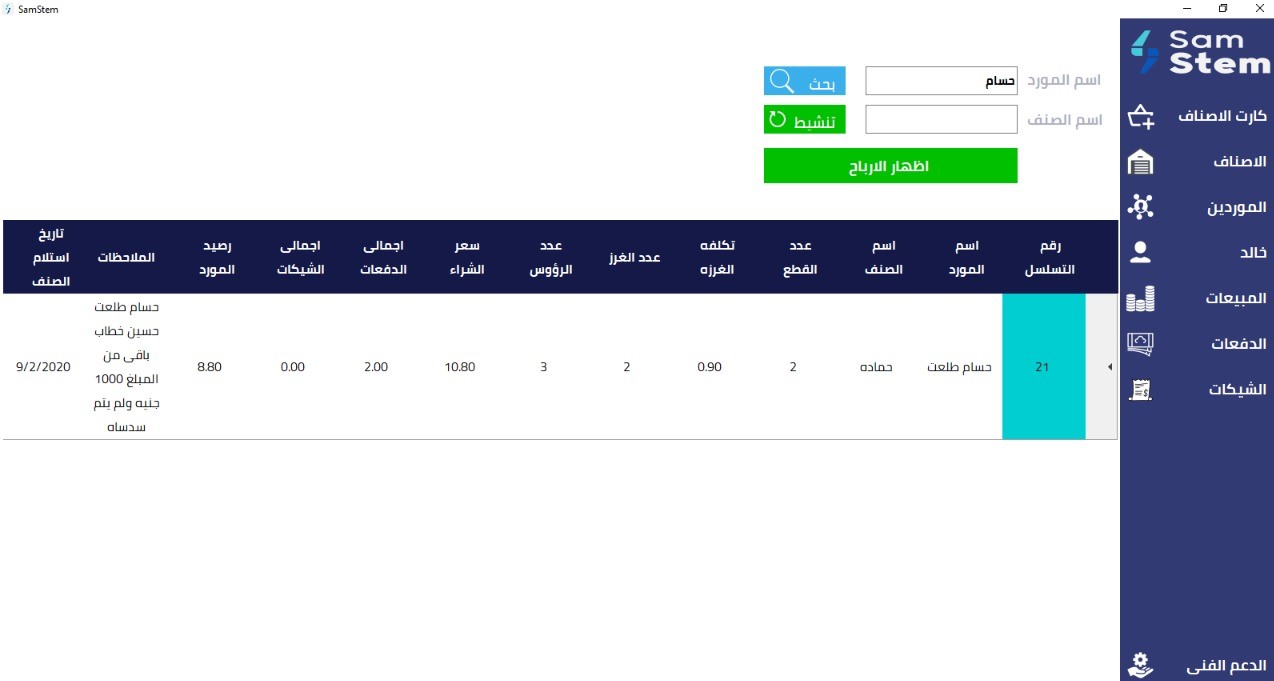 SamStem
Sam
Stem
كارت الاصناف
الاصناف
الموردين
خالد
المبيعات
الدفعات
الشيكات
الدعم الفنى
اسم المورد
حسام
بحث
اسم الصنف
تنشيط
اظهار الارباح
رقم
التسلسل
اسم
المورد
اسم
الصنف
عدد
القطع
تكلفه
الغرزه
عدد الغرز
عدد
الرؤوس
سعر
الشراء
اجمالى
الدفعات
اجمالى
الشيكات
رصيد
المورد
الملاحظات
تاريخ
استلام
الصنف
21
حسام طلعت
حماده
2
0.90
2
3
10.80
2.00
0.00
8.80
حسام طلعت
حسين خطاب
باقى من
المبلغ 1000
جنيه ولم يتم
سدساه
9/2/2020